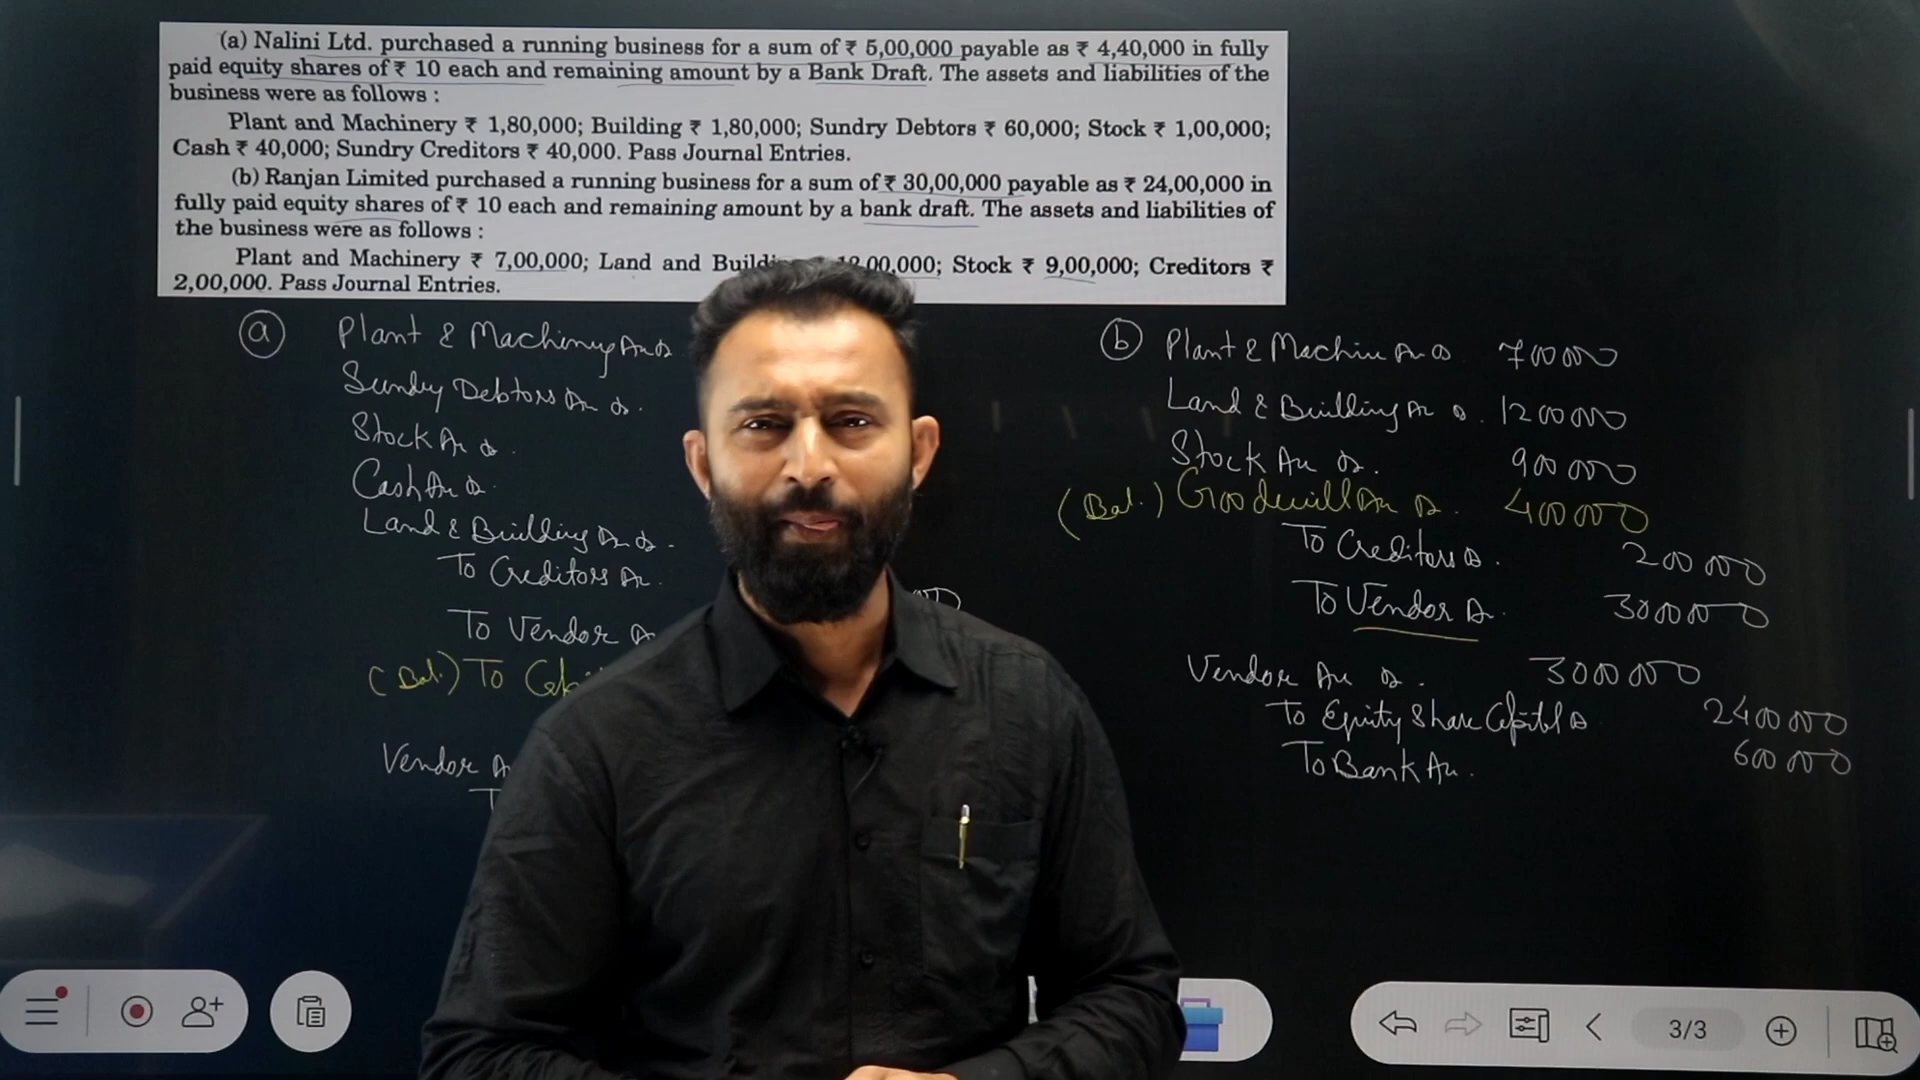 (a) Nalini Ltd. purchased a running business for a sum of ₹ 5,00,000 payable as ₹ 4,40,000 in fully
paid equity shares of ₹ 10 each and remaining amount by a Bank Draft. The assets and liabilities of the
business were as follows :
Plant and Machinery ₹ 1,80,000; Building ₹ 1,80,000; Sundry Debtors ₹ 60,000; Stock ₹ 1,00,000;
Cash ₹ 40,000; Sundry Creditors ₹ 40,000. Pass Journal Entries.
(b) Ranjan Limited purchased a running business for a sum of ₹ 30,00,000 payable as ₹ 24,00,000 in
fully paid equity shares of ₹ 10 each and remaining amount by a bank draft. The assets and liabilities of
the business were as follows :
Plant and Machinery ₹ 7,00,000; Land and 00,000; Stock ₹ 9,00,000; Creditors ₹
2,00,000. Pass Journal Entries.
(a) Plant & Machinery
Sundry Debtors
Stock
Cash
Land & Building
To Creditors
To Vendor
(Bal.) To
Vendor
(b) Plant & Machine 700000
Land & Building 1200000
Stock 900000
(Bal.) Goodwill 400000
To Creditors 200000
To Vendor 3000000
Vendor 3000000
To Equity Share Capital 2400000
To Bank 600000
3/3